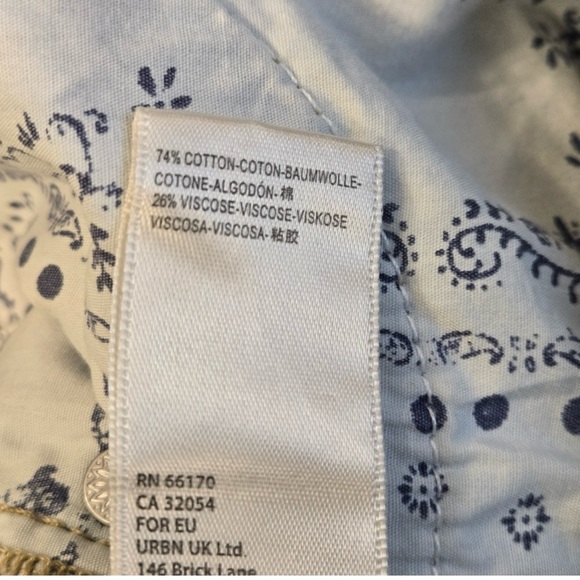 74% COTTON-COTON-BAUMWOLLE-
COTONE-ALGODÓN- 棉
26% VISCOSE-VISCOSE-VISKOSE
VISCOSA-VISCOSA- 粘胶
RN 66170
CA 32054
FOR EU
URBN UK Ltd.
146 Brick Lane